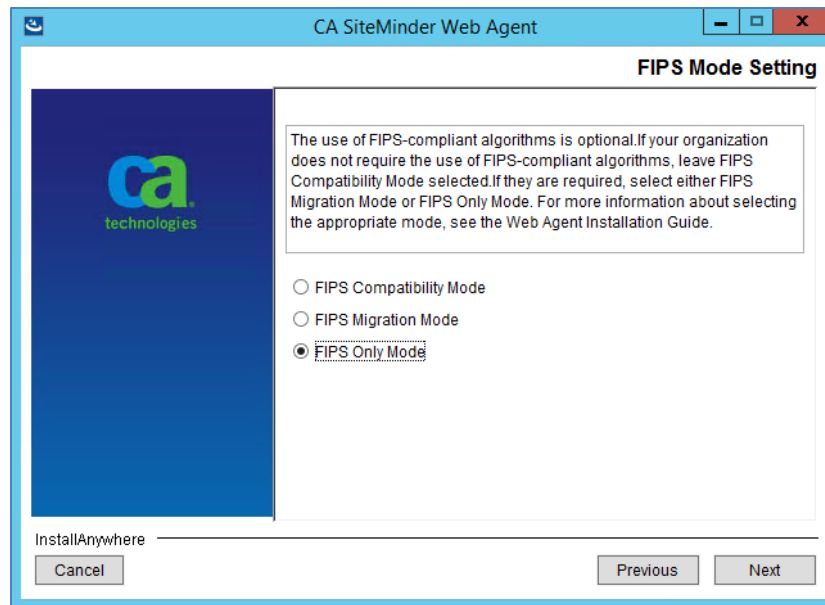 CA SiteMinder Web Agent
FIPS Mode Setting
ca
technologies
The use of FIPS-compliant algorithms is optional.If your organization
does not require the use of FIPS-compliant algorithms, leave FIPS
Compatibility Mode selected.If they are required, select either FIPS
Migration Mode or FIPS Only Mode. For more information about selecting
the appropriate mode, see the Web Agent Installation Guide.
FIPS Compatibility Mode
FIPS Migration Mode
FIPS Only Mode
InstallAnywhere
Cancel
Previous
Next